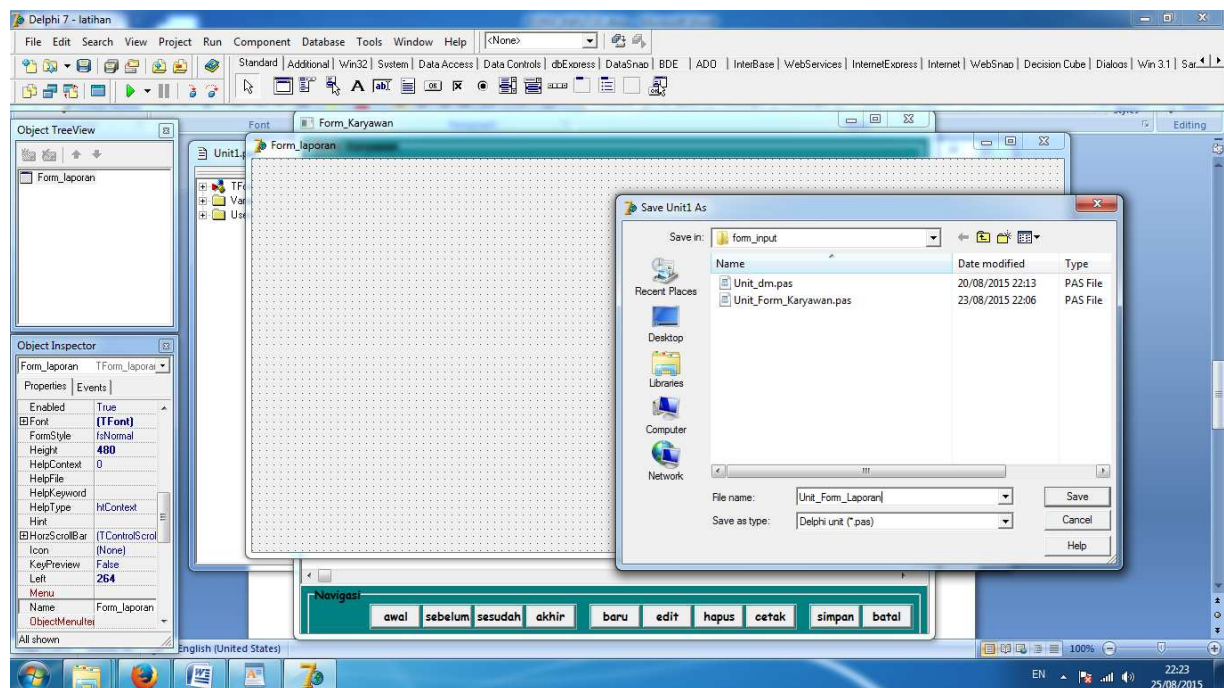 Delphi 7 - latihan
File Edit Search View Project Run Component Database Tools Window Help <None>
Standard Additional Win32 System Data Access Data Controls dbExpress DataSnap BDE ADO InterBase WebServices InternetExpress Internet WebSnap Decision Cube Dialogs Win 3.1
Object TreeView
Form_laporan
Font
Editing
Form_Karyawan
Unit1
Form_laporan
Save Unit1 As
Save in: form_input
Name Date modified Type
Unit_dm.pas 20/08/2015 22:13 PAS File
Unit_Form_Karyawan.pas 23/08/2015 22:06 PAS File
Recent Places
Desktop
Libraries
Computer
Network
File name: Unit_Form_Laporan Save
Save as type: Delphi unit (*.pas) Cancel
Help
Object Inspector
Form_laporan TForm_laporai
Properties Events
Enabled True
Font (TFont)
FormStyle fsNormal
Height 480
HelpContext 0
HelpFile
HelpKeyword
HelpType htContext
Hint
HorzScrollBar (TControlScrol
Icon (None)
KeyPreview False
Left 264
Menu
Name Form_laporan
ObjectMenuItei
All shown
Navigasi
awal sebelum sesudah akhir baru edit hapus cetak simpan batal
English (United States) 100%
EN 22:23
25/08/2015